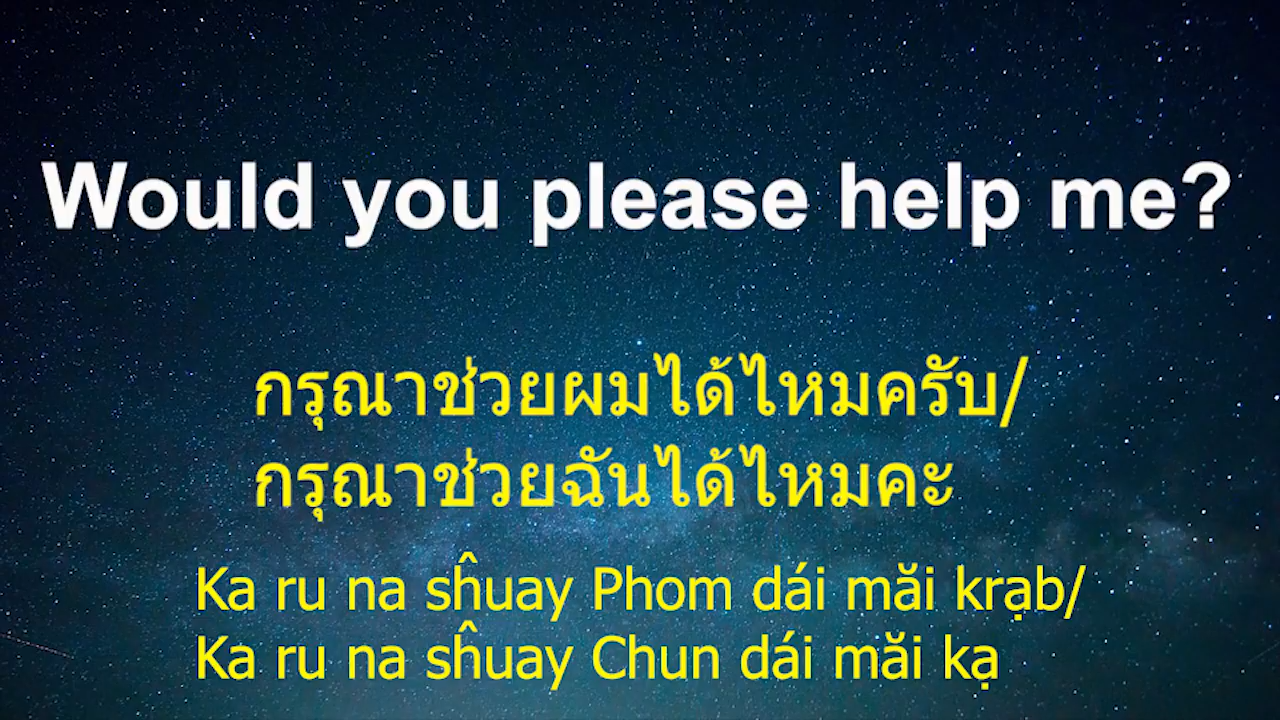 Would you please help me?
กรุณาช่วยผมได้ไหมครับ/
กรุณาช่วยฉันได้ไหมคะ
Ka ru na sĥuay Phom dái măi krạb/
Ka ru na sĥuay Chun dái măi kạ